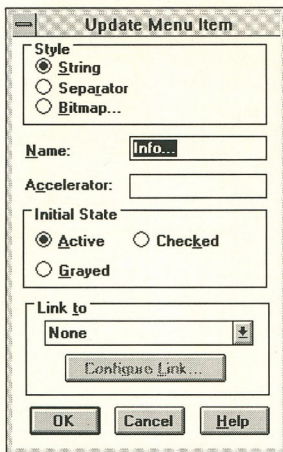 Update Menu Item
Style
String
Separator
Bitmap...
Name: Info...
Accelerator:
Initial State
Active Checked
Grayed
Link to
None
Configure Link...
OK Cancel Help